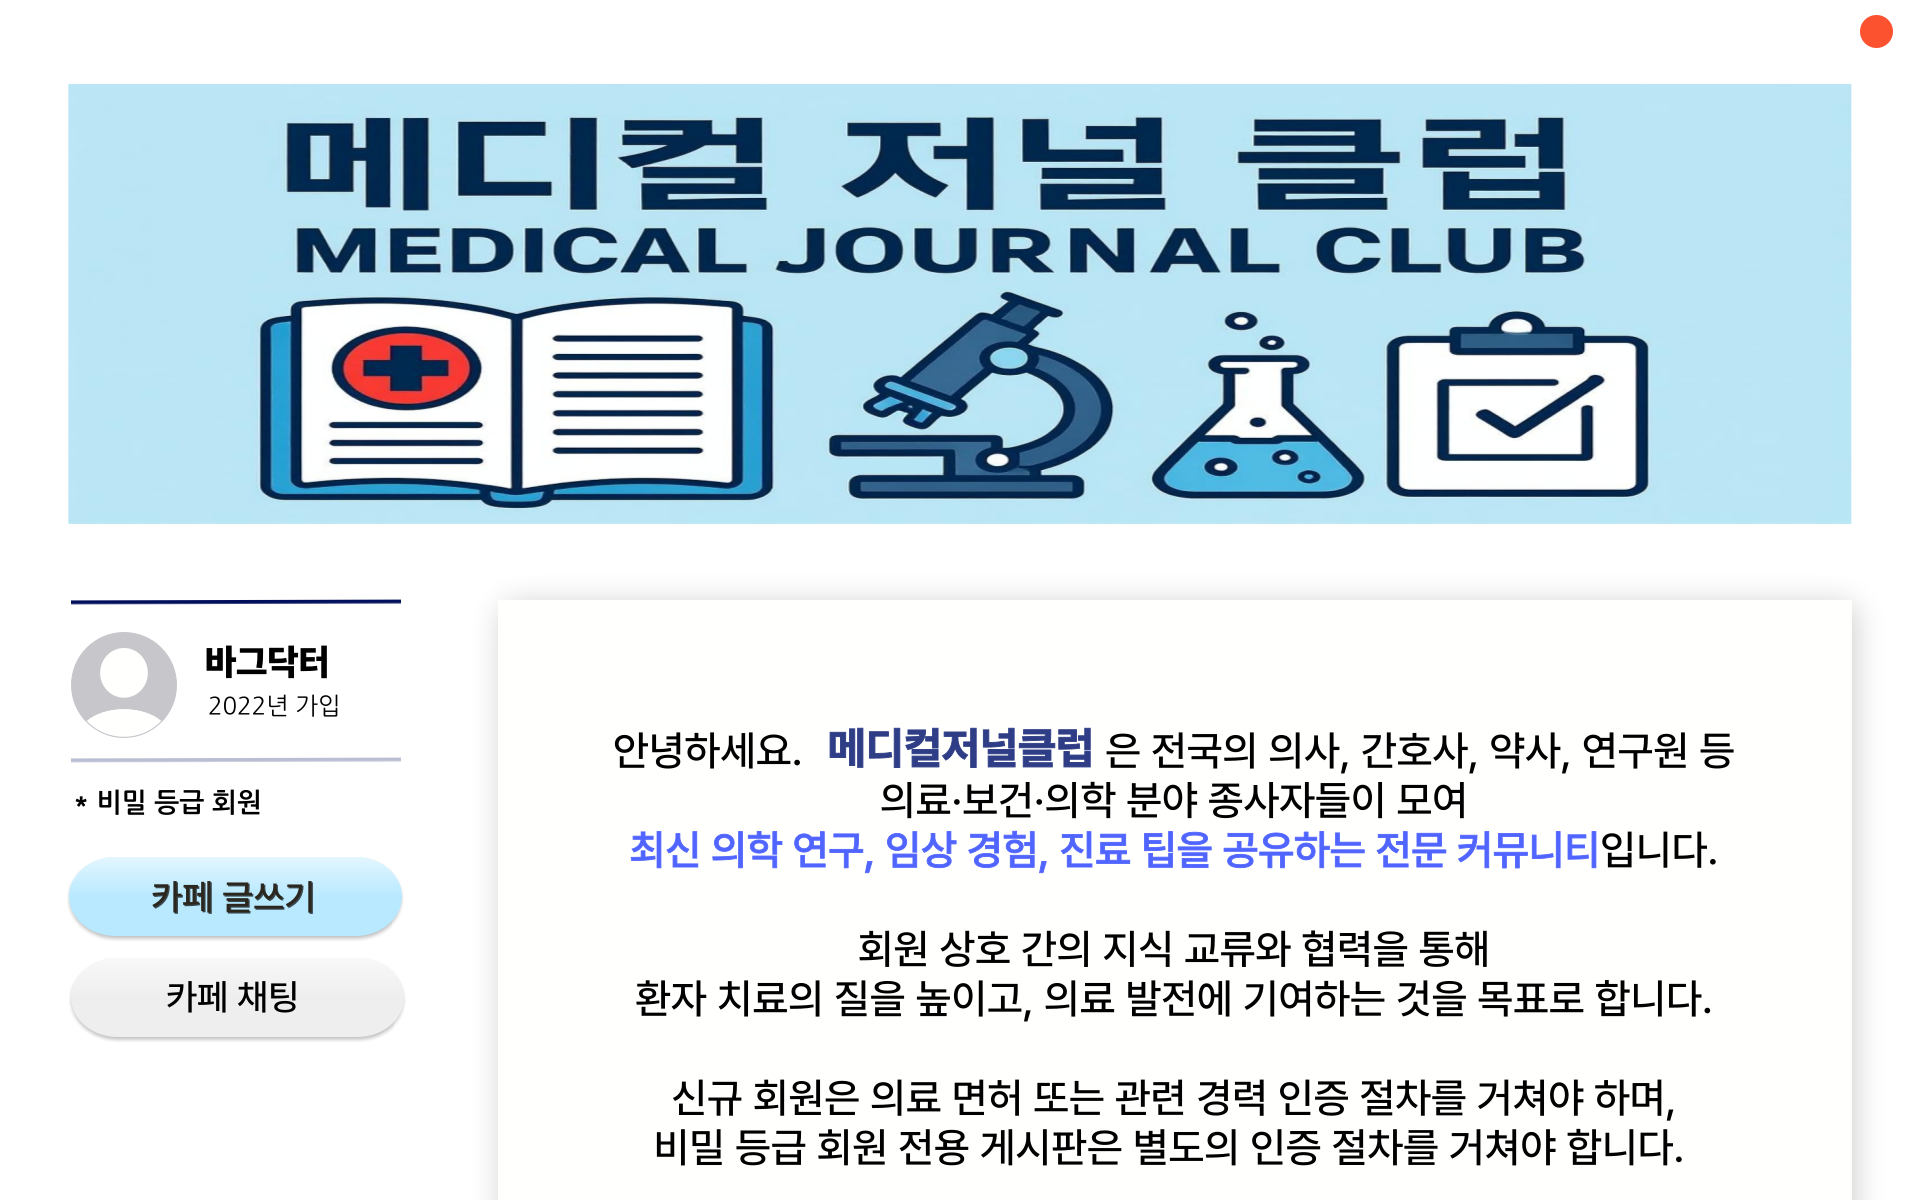 메디컬 저널 클럽
MEDICAL JOURNAL CLUB
바그닥터
2022년 가입
* 비밀 등급 회원
카페 글쓰기
카페 채팅
안녕하세요. 메디컬저널클럽 은 전국의 의사, 간호사, 약사, 연구원 등
의료·보건·의학 분야 종사자들이 모여
최신 의학 연구, 임상 경험, 진료 팁을 공유하는 전문 커뮤니티입니다.
회원 상호 간의 지식 교류와 협력을 통해
환자 치료의 질을 높이고, 의료 발전에 기여하는 것을 목표로 합니다.
신규 회원은 의료 면허 또는 관련 경력 인증 절차를 거쳐야 하며,
비밀 등급 회원 전용 게시판은 별도의 인증 절차를 거쳐야 합니다.